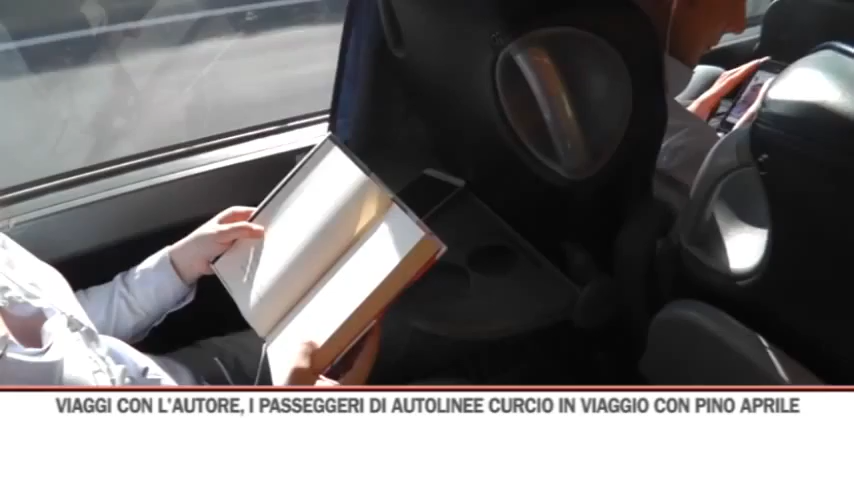 VIAGGI CON L'AUTORE, I PASSEGGERI DI AUTOLINEE CURCIO IN VIAGGIO CON PINO APRILE